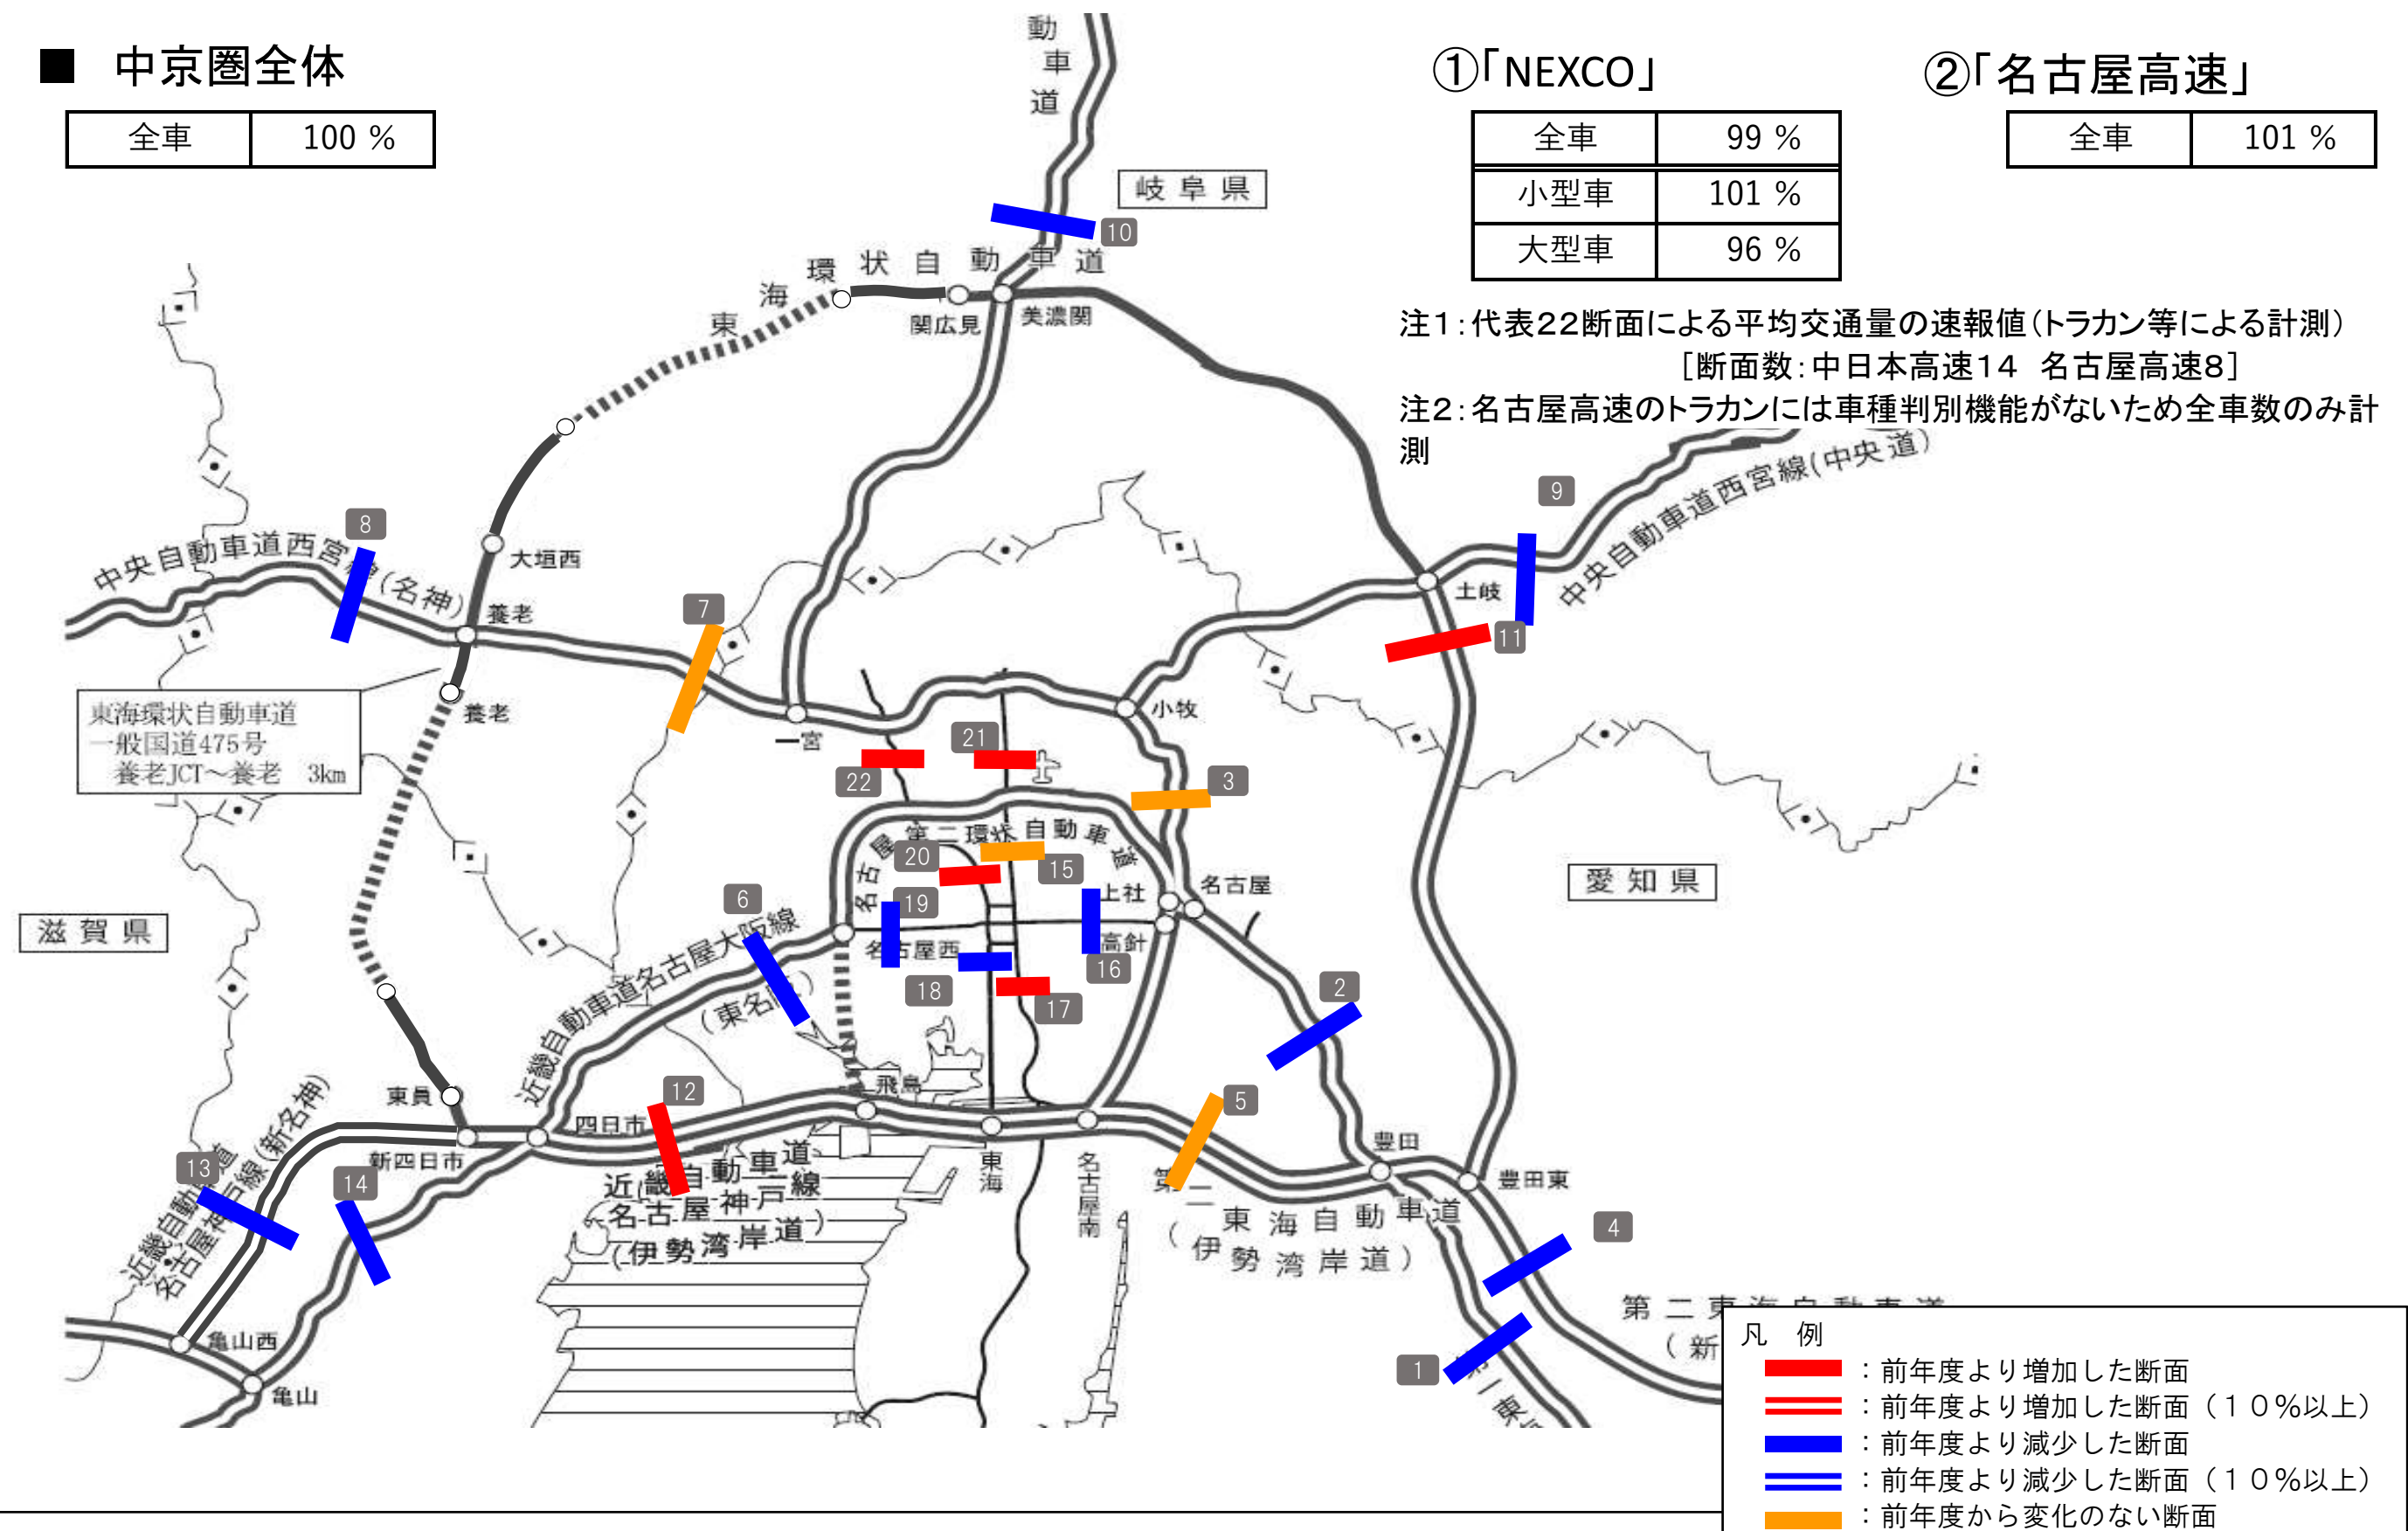 ■ 中京圏全体
全車 100 %
①「NEXCO」
全車 99 %
小型車 101 %
大型車 96 %
②「名古屋高速」
全車 101 %
注1：代表22断面による平均交通量の速報値（トラカン等による計測）
［断面数：中日本高速14 名古屋高速8］
注2：名古屋高速のトラカンには車種判別機能がないため全車数のみ計
測
動車道
岐阜県
10
東海環状自動車道
関広見
美濃関
9
中央自動車道西宮線(中央道)
8
中央自動車道西宮線(名神)
大垣西
養老
7
土岐
11
養老
東海環状自動車道
一般国道475号
養老JCT～養老 3km
一宮
小牧
21
22
3
名古屋第二環状自動車道
20
15
19
上社
名古屋
愛知県
滋賀県
6
近畿自動車道名古屋大阪線
(東名阪)
名古屋西
高針
16
18
17
2
飛島
東員
12
四日市
5
新四日市
13
14
近畿自動車道
名古屋神戸線(新名神)
近畿自動車道
名古屋神戸線
(伊勢湾岸道)
東海
名古屋南
豊田
豊田東
第二東海自動車道
(伊勢湾岸道)
4
亀山西
亀山
1
第一東
第二東海自動車道
(新
凡 例
：前年度より増加した断面
：前年度より増加した断面（１０％以上）
：前年度より減少した断面
：前年度より減少した断面（１０％以上）
：前年度から変化のない断面